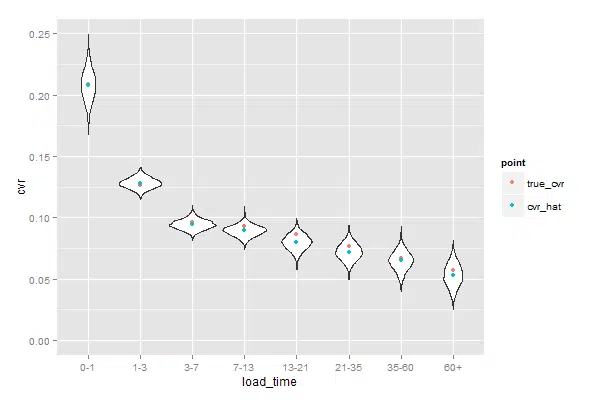 0.25
0.20
0.15
0.10
0.05
0.00
cvr
0-1 1-3 3-7 7-13 13-21 21-35 35-60 60+
load_time
point
true_cvr
cvr_hat